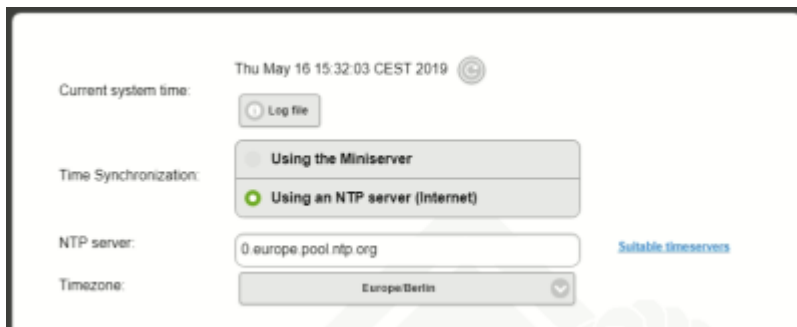 Thu May 16 15:32:03 CEST 2019
Current system time:
Log file
Using the Miniserver
Time Synchronization:
Using an NTP server (Internet)
NTP server:
0.europe.pool.ntp.org
Suitable timeservers
Timezone:
Europe/Berlin